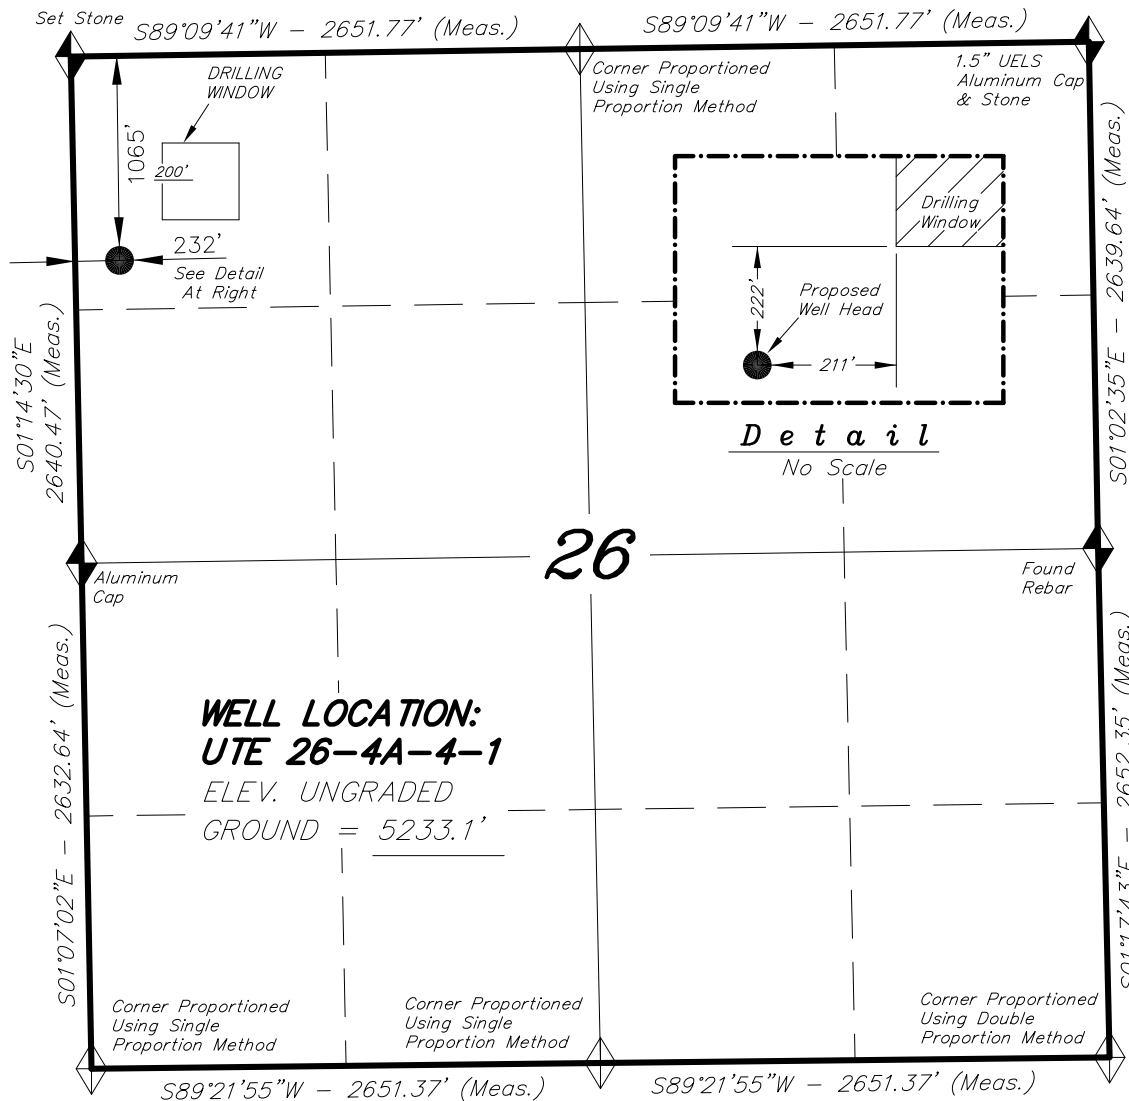 Set Stone
S89°09'41"W - 2651.77' (Meas.)
S89°09'41"W - 2651.77' (Meas.)
DRILLING
WINDOW
Corner Proportioned
Using Single
Proportion Method
1.5" UELS
Aluminum Cap
& Stone
1065'
200'
232'
See Detail
At Right
Drilling
Window
222'
Proposed
Well Head
211'
Detail
No Scale
S01°14'30"E
2640.47' (Meas.)
S01°02'35"E - 2639.64' (Meas.)
26
Aluminum
Cap
Found
Rebar
WELL LOCATION:
UTE 26-4A-4-1
ELEV. UNGRADED
GROUND = 5233.1'
S01°07'02"E - 2632.64' (Meas.)
S01°17'43"E - 2652.35' (Meas.)
Corner Proportioned
Using Single
Proportion Method
Corner Proportioned
Using Single
Proportion Method
Corner Proportioned
Using Double
Proportion Method
S89°21'55"W - 2651.37' (Meas.)
S89°21'55"W - 2651.37' (Meas.)